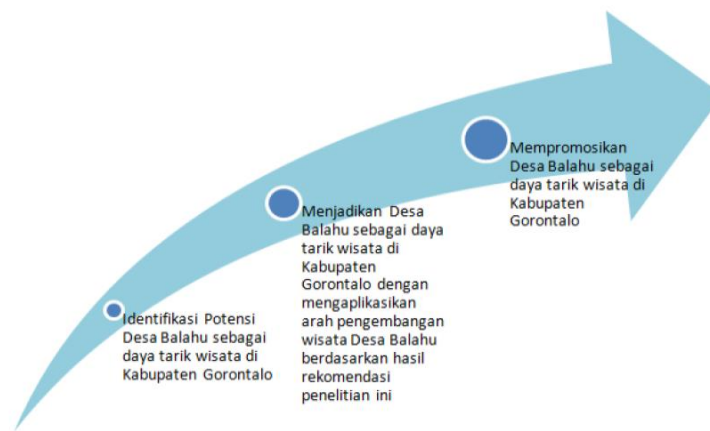 Identifikasi Potensi
Desa Balahu sebagai
daya tarik wisata di
Kabupaten Gorontalo
Menjadikan Desa
Balahu sebagai daya
tarik wisata di
Kabupaten
Gorontalo dengan
mengaplikasikan
arah pengembangan
wisata Desa Balahu
berdasarkan hasil
rekomendasi
penelitian ini
Mempromosikan
Desa Balahu sebagai
daya tarik wisata di
Kabupaten
Gorontalo